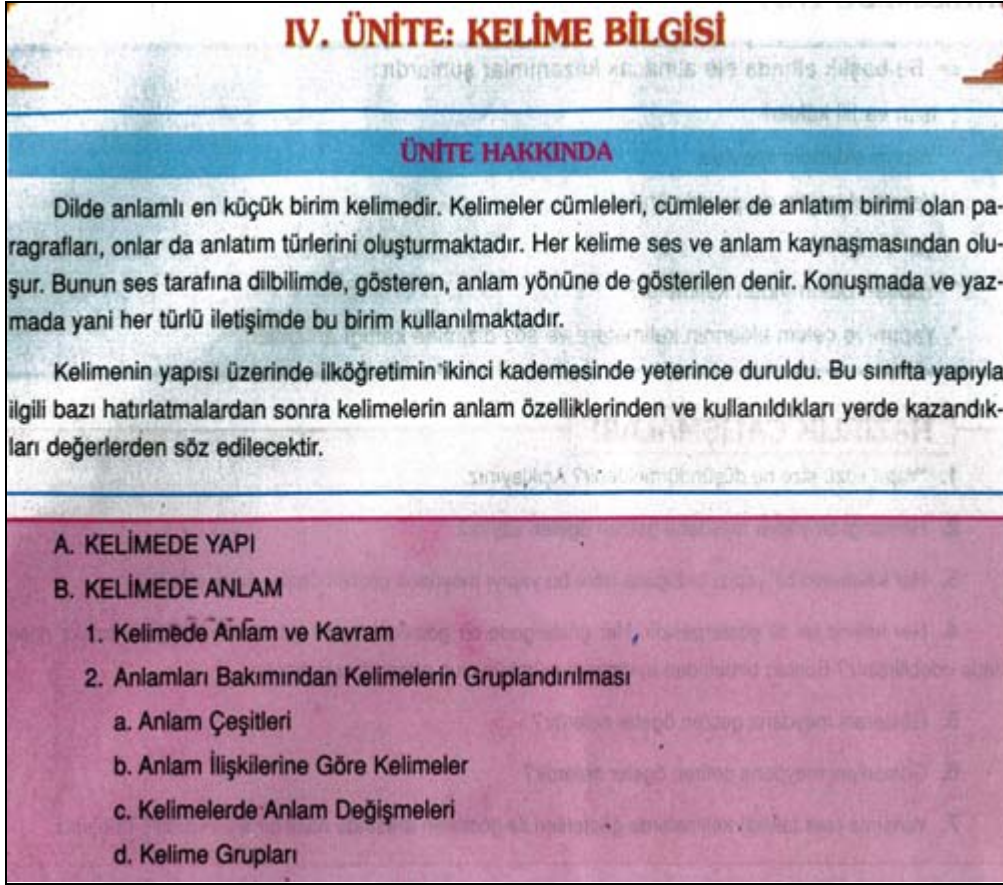 IV. ÜNİTE: KELİME BİLGİSİ
ÜNİTE HAKKINDA
Dilde anlamlı en küçük birim kelimedir. Kelimeler cümleleri, cümleler de anlatım birimi olan pa-
ragrafları, onlar da anlatım türlerini oluşturmaktadır. Her kelime ses ve anlam kaynaşmasından olu-
şur. Bunun ses tarafına dilbilimde, gösteren, anlam yönüne de gösterilen denir. Konuşmada ve yaz-
mada yani her türlü iletişimde bu birim kullanılmaktadır.
Kelimenin yapısı üzerinde ilköğretimin ikinci kademesinde yeterince duruldu. Bu sınıfta yapıyla
ilgili bazı hatırlatmalardan sonra kelimelerin anlam özelliklerinden ve kullanıldıkları yerde kazandık-
ları değerlerden söz edilecektir.
A. KELİMEDE YAPI
B. KELİMEDE ANLAM
1. Kelimede Anlam ve Kavram
2. Anlamları Bakımından Kelimelerin Gruplandırılması
a. Anlam Çeşitleri
b. Anlam İlişkilerine Göre Kelimeler
c. Kelimelerde Anlam Değişmeleri
d. Kelime Grupları